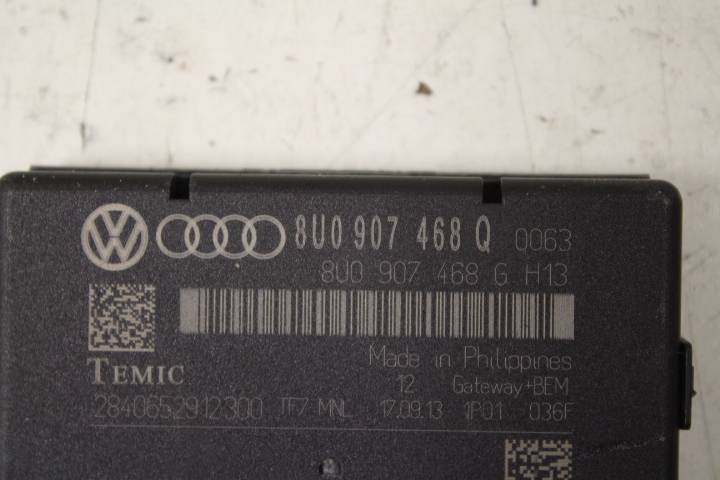 8U0 907 468 Q 0063
8U0 907 468 G H13
Made in Philippines
TEMIC
12 Gateway+BEM
2840652912300 TF7 MNL 17.09.13 1P01 036F